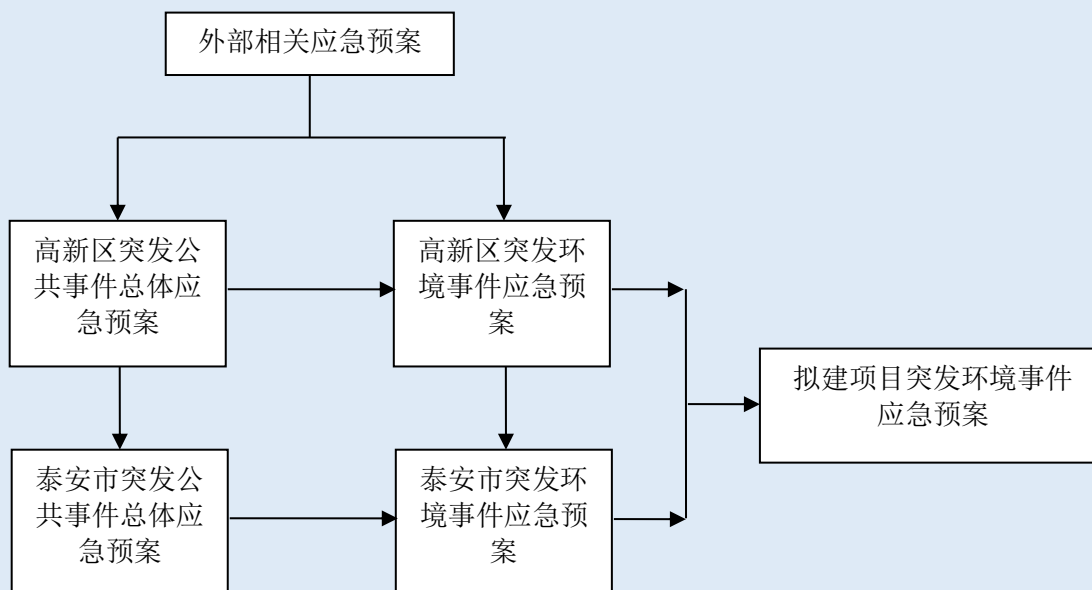 外部相关应急预案
高新区突发公
共事件总体应
急预案
高新区突发环
境事件应急预
案
拟建项目突发环境事件
应急预案
泰安市突发公
共事件总体应
急预案
泰安市突发环
境事件应急预
案